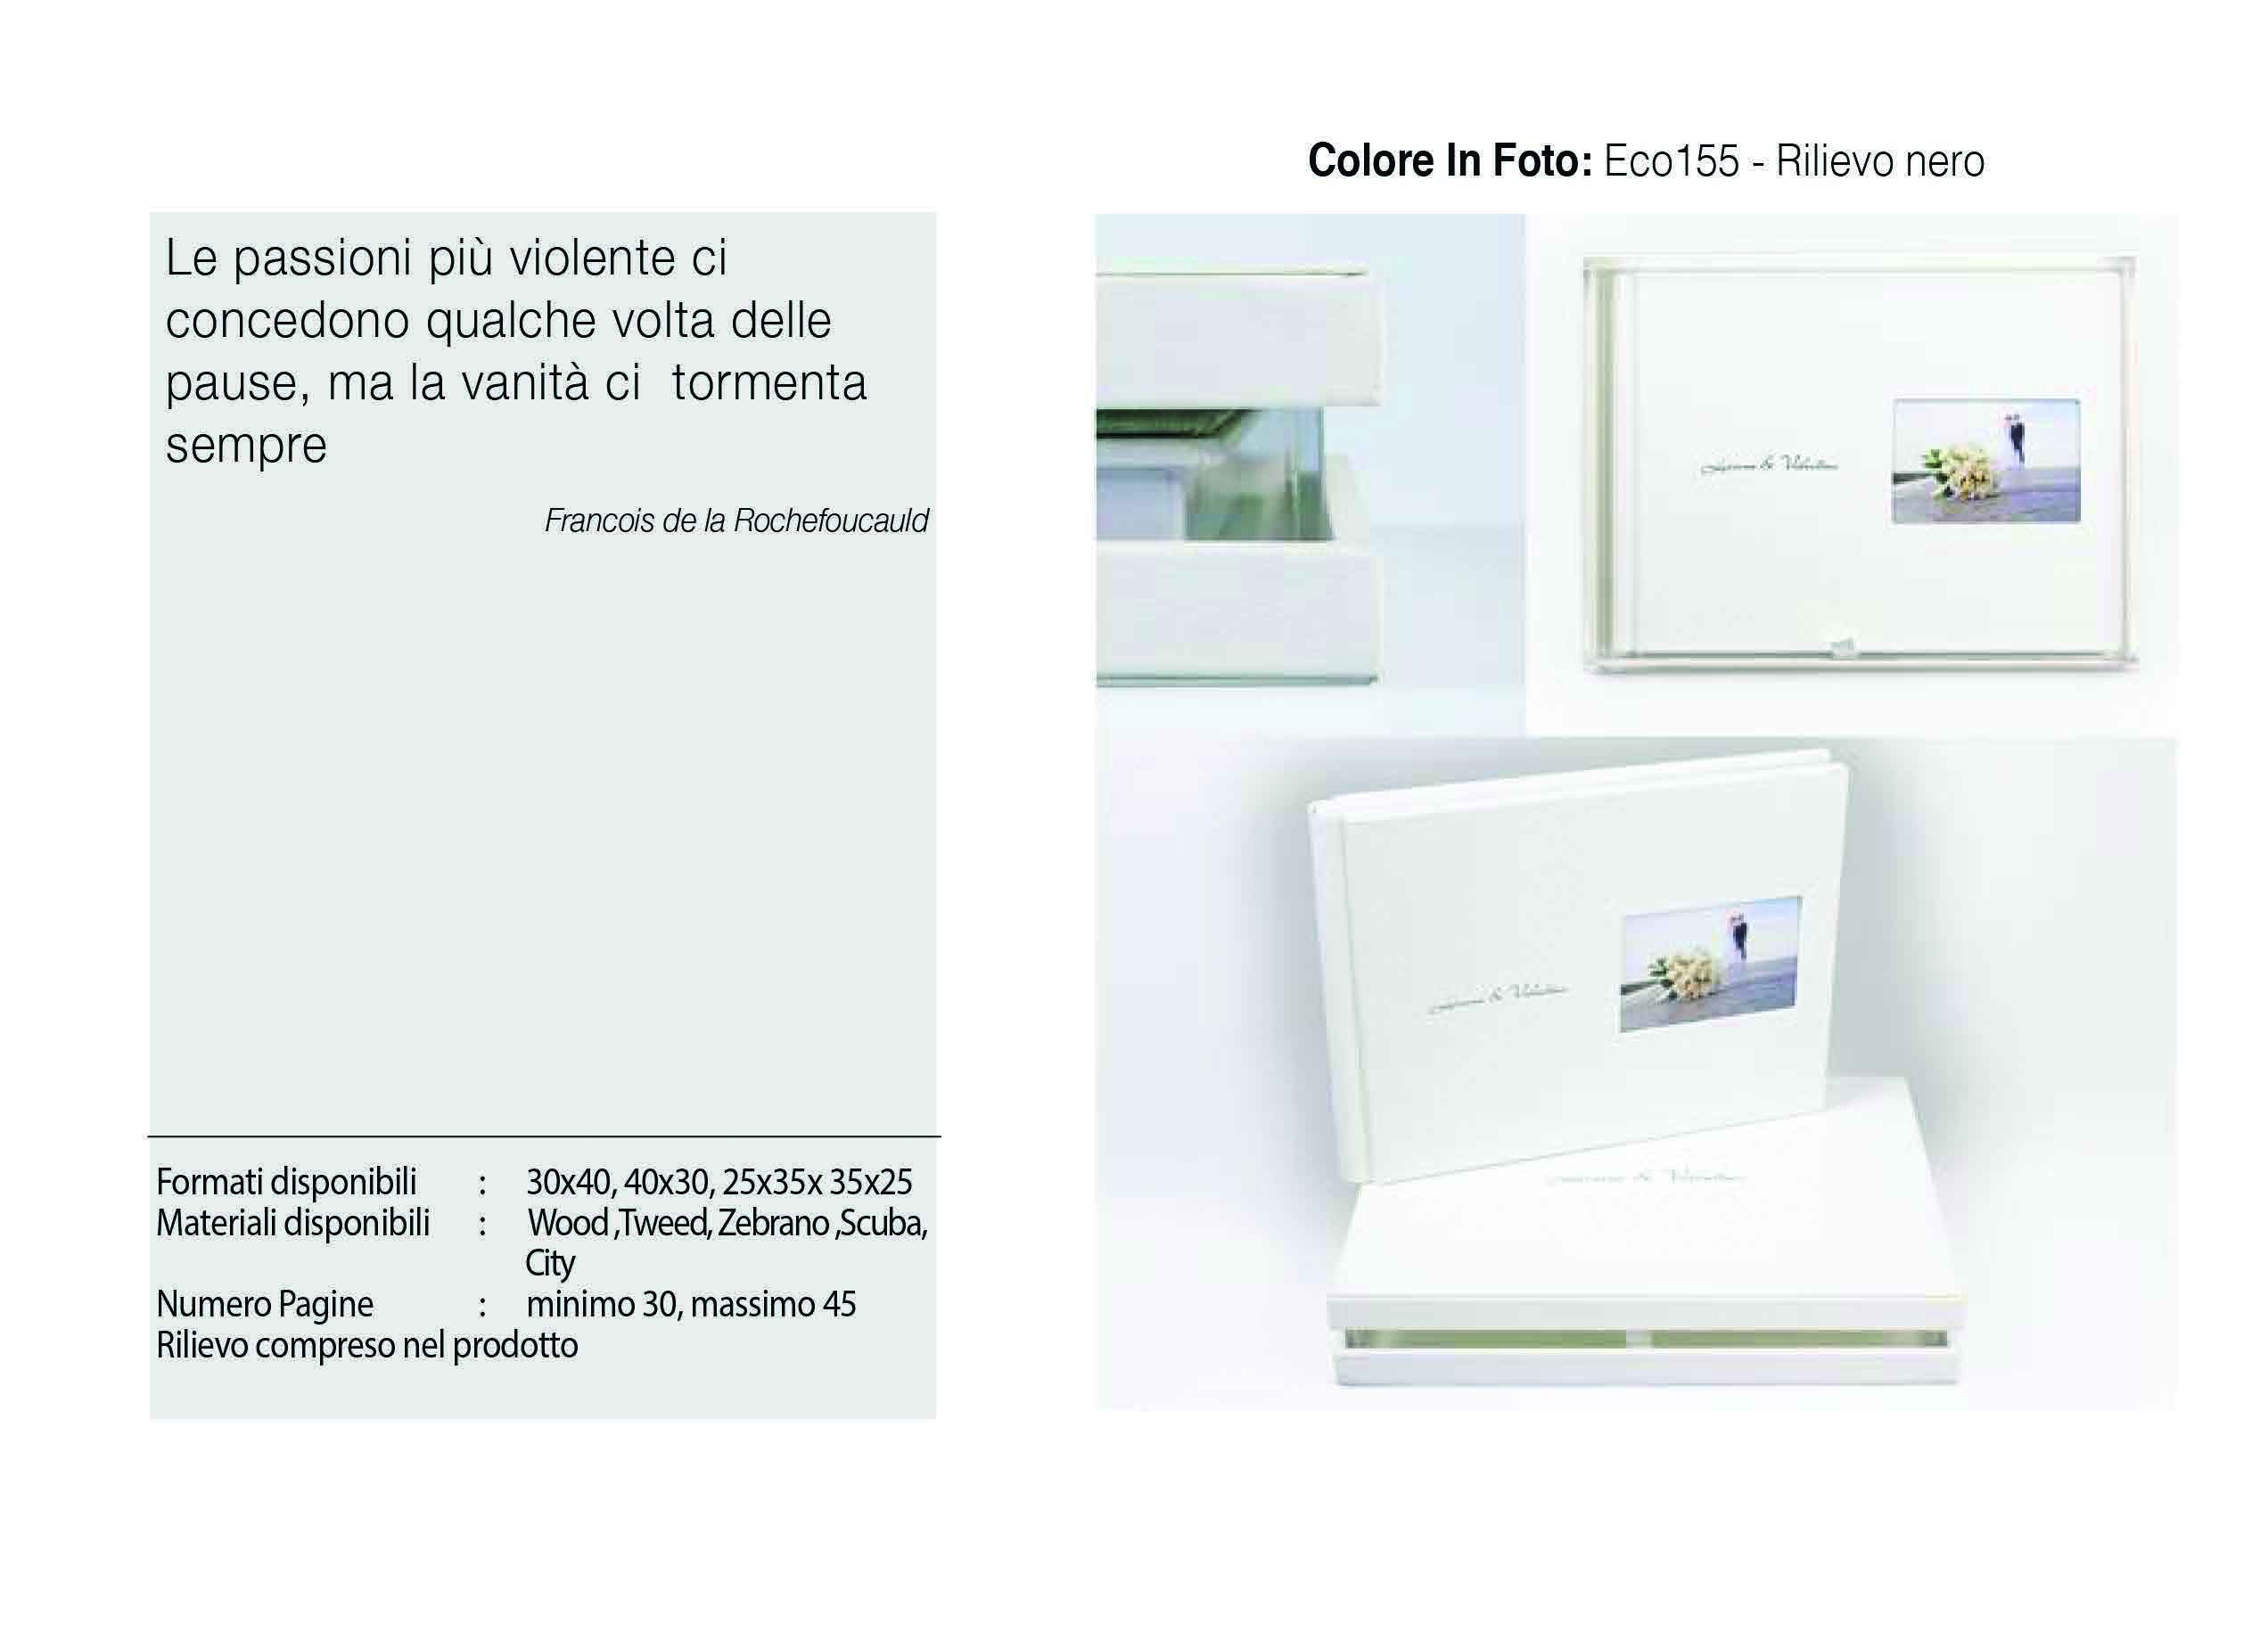 Colore In Foto: Eco155 - Rilievo nero
Le passioni più violente ci
concedono qualche volta delle
pause, ma la vanità ci  tormenta
sempre
Francois de la Rochefoucauld
Formati disponibili : 30x40, 40x30, 25x35x 35x25
Materiali disponibili : Wood ,Tweed, Zebrano ,Scuba,
City
Numero Pagine : minimo 30, massimo 45
Rilievo compreso nel prodotto